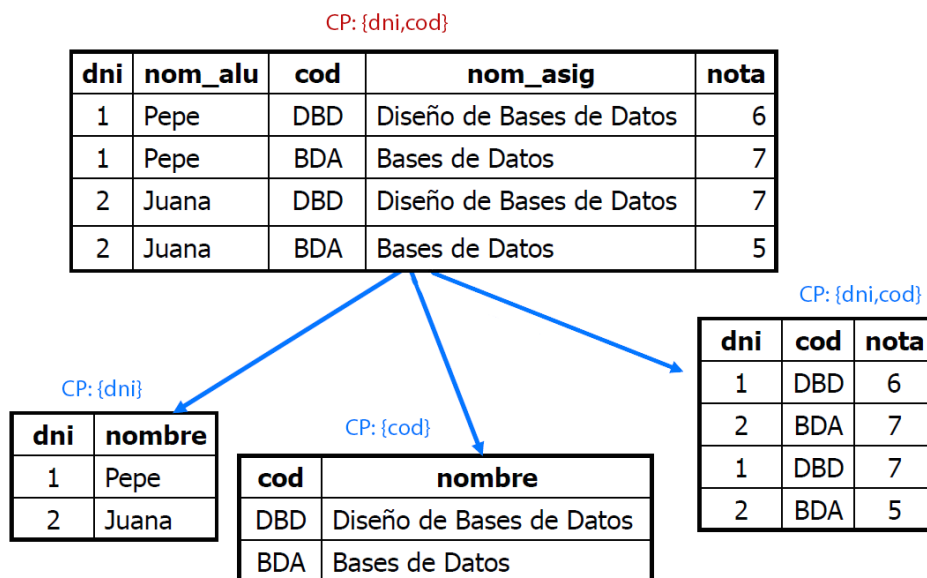 CP: {dni,cod}
dni nom_alu cod nom_asig nota
1 Pepe DBD Diseño de Bases de Datos 6
1 Pepe BDA Bases de Datos 7
2 Juana DBD Diseño de Bases de Datos 7
2 Juana BDA Bases de Datos 5
CP: {dni}
dni nombre
1 Pepe
2 Juana
CP: {cod}
cod nombre
DBD Diseño de Bases de Datos
BDA Bases de Datos
CP: {dni,cod}
dni cod nota
1 DBD 6
2 BDA 7
1 DBD 7
2 BDA 5